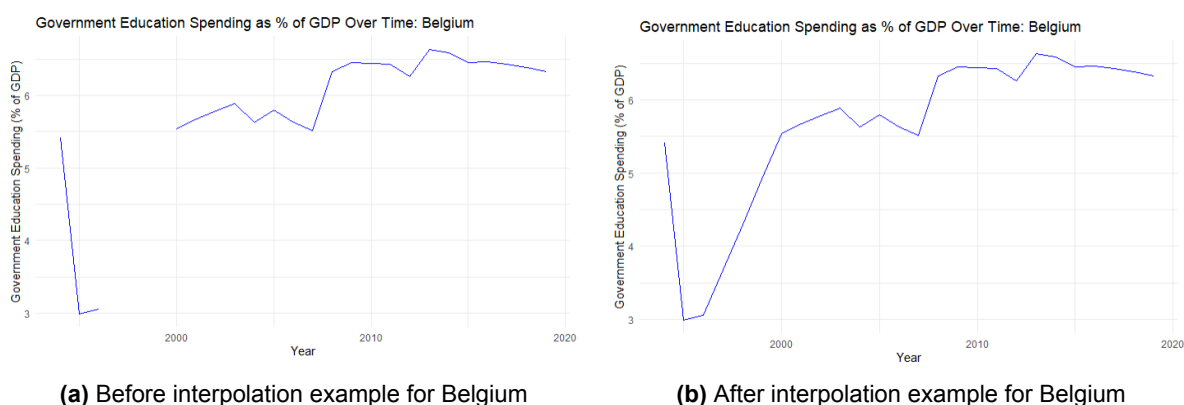 Government Education Spending as % of GDP Over Time: Belgium
Government Education Spending (% of GDP)
6
5
4
3
2000
2010
2020
Year
(a) Before interpolation example for Belgium
Government Education Spending as % of GDP Over Time: Belgium
Government Education Spending (% of GDP)
6
5
4
3
2000
2010
2020
Year
(b) After interpolation example for Belgium